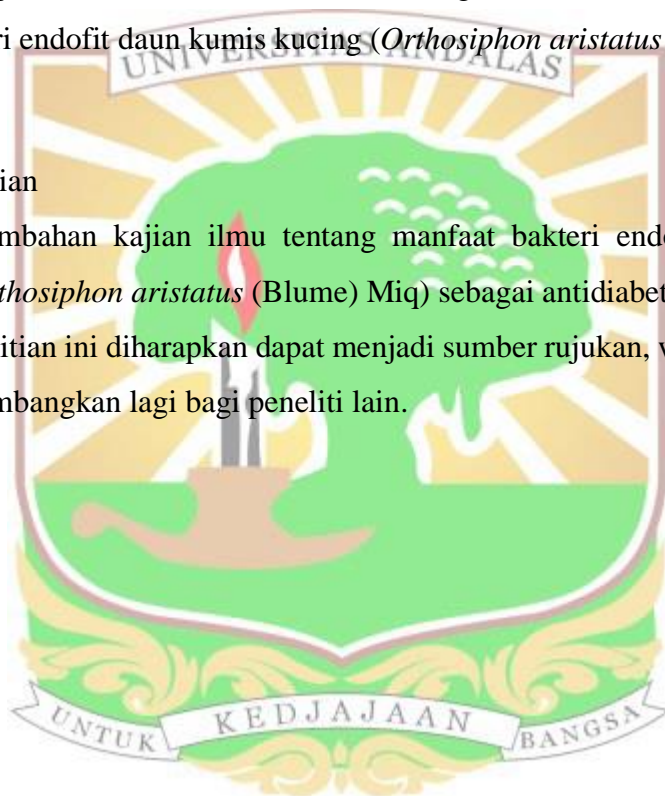 ri endofit daun kumis kucing (Orthosiphon aristatus
UNIVERSITAS ANDALAS
ian
mbahan kajian ilmu tentang manfaat bakteri endo
thosiphon aristatus (Blume) Miq) sebagai antidiabet
itian ini diharapkan dapat menjadi sumber rujukan,
mbangkan lagi bagi peneliti lain.
UNTUK KEDJAJAAN BANGSA